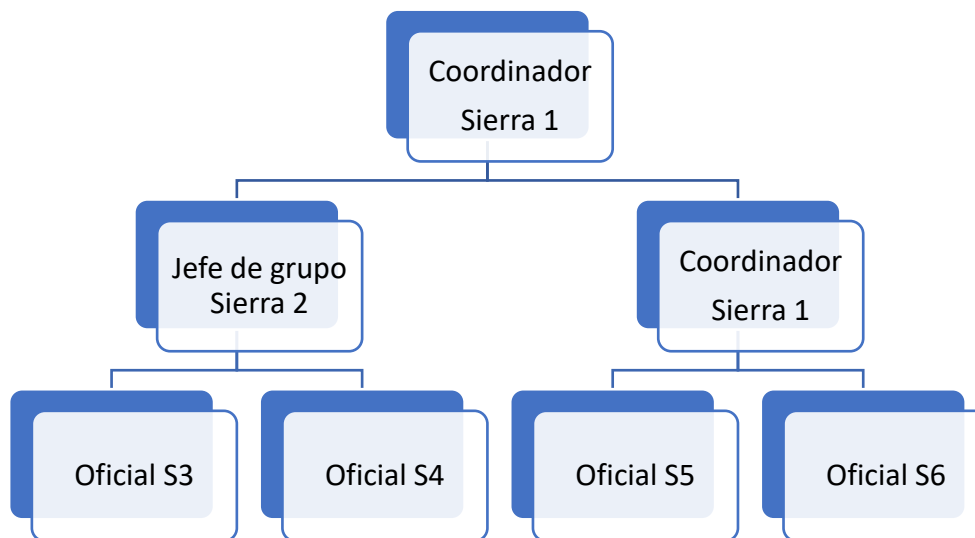 Coordinador
Sierra 1
Jefe de grupo
Sierra 2
Coordinador
Sierra 1
Oficial S3
Oficial S4
Oficial S5
Oficial S6